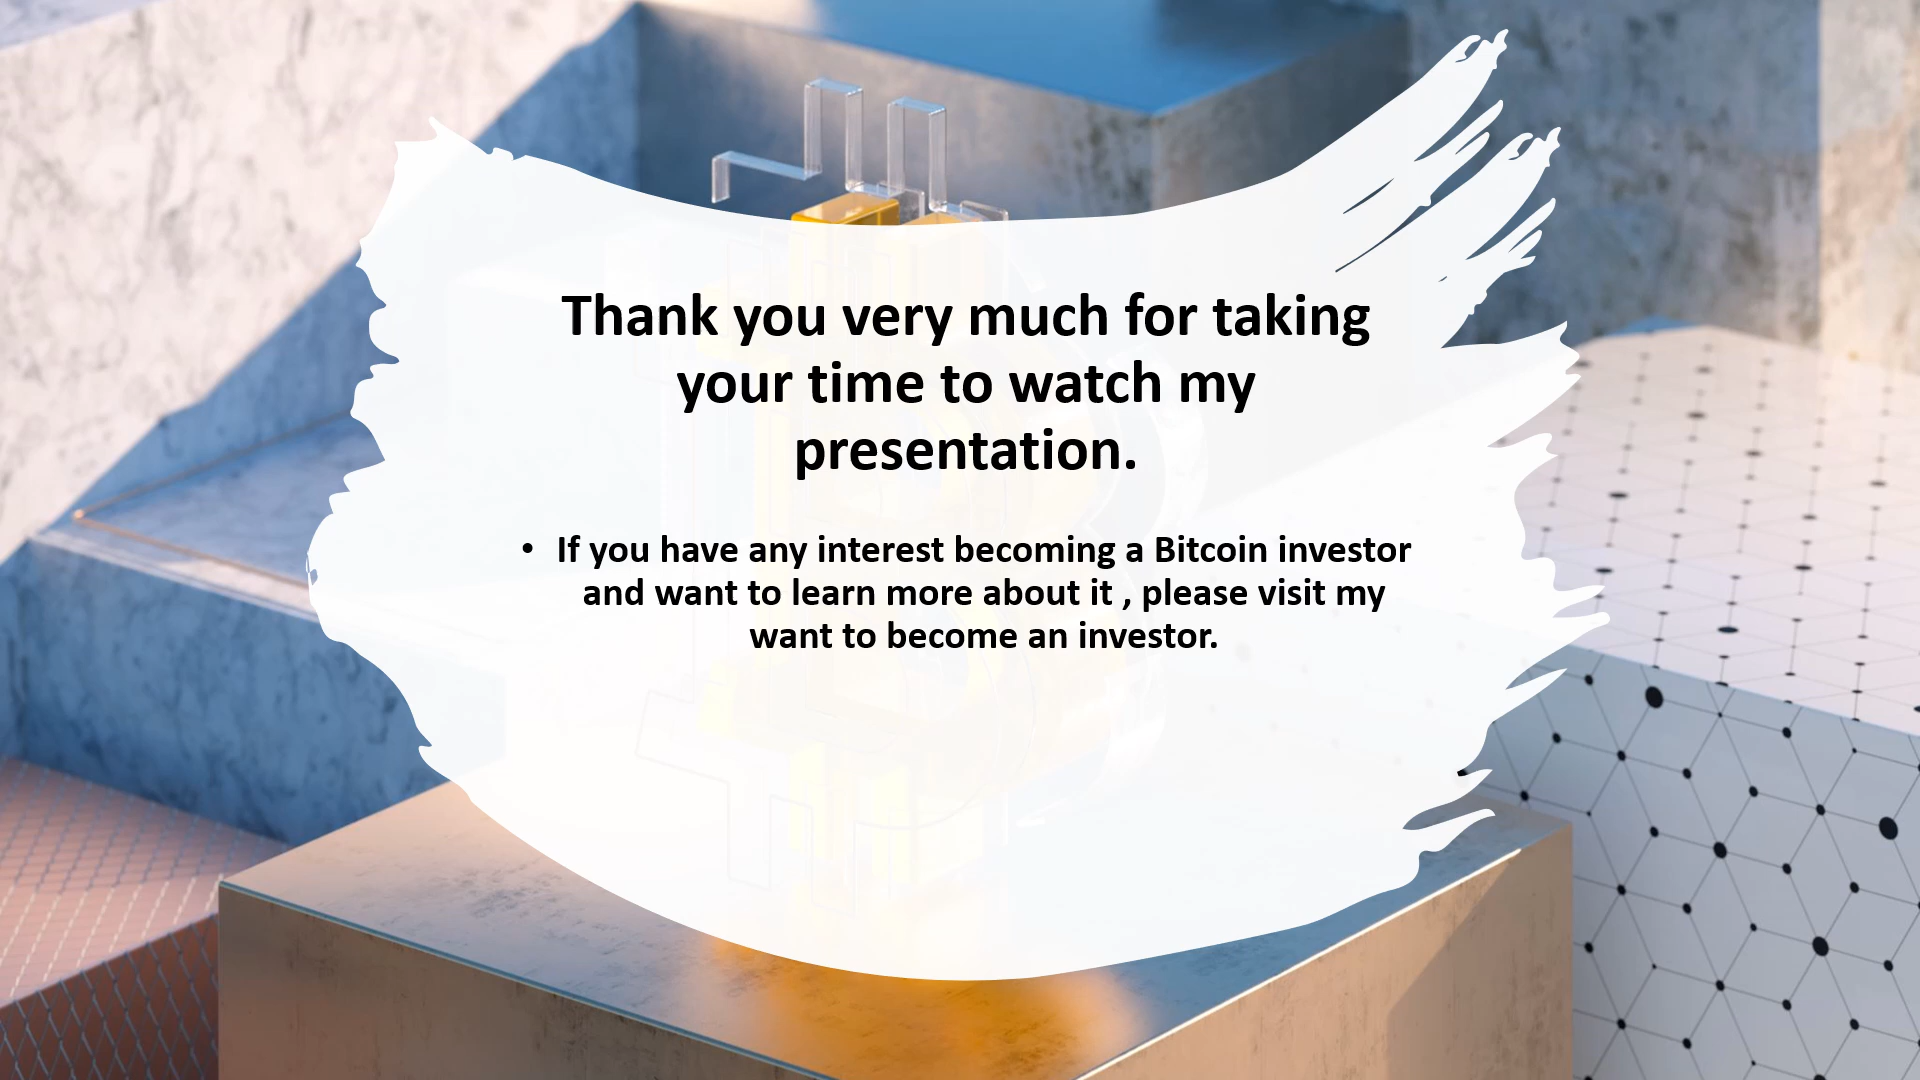 Thank you very much for taking
your time to watch my
presentation.
• If you have any interest becoming a Bitcoin investor
and want to learn more about it , please visit my
want to become an investor.